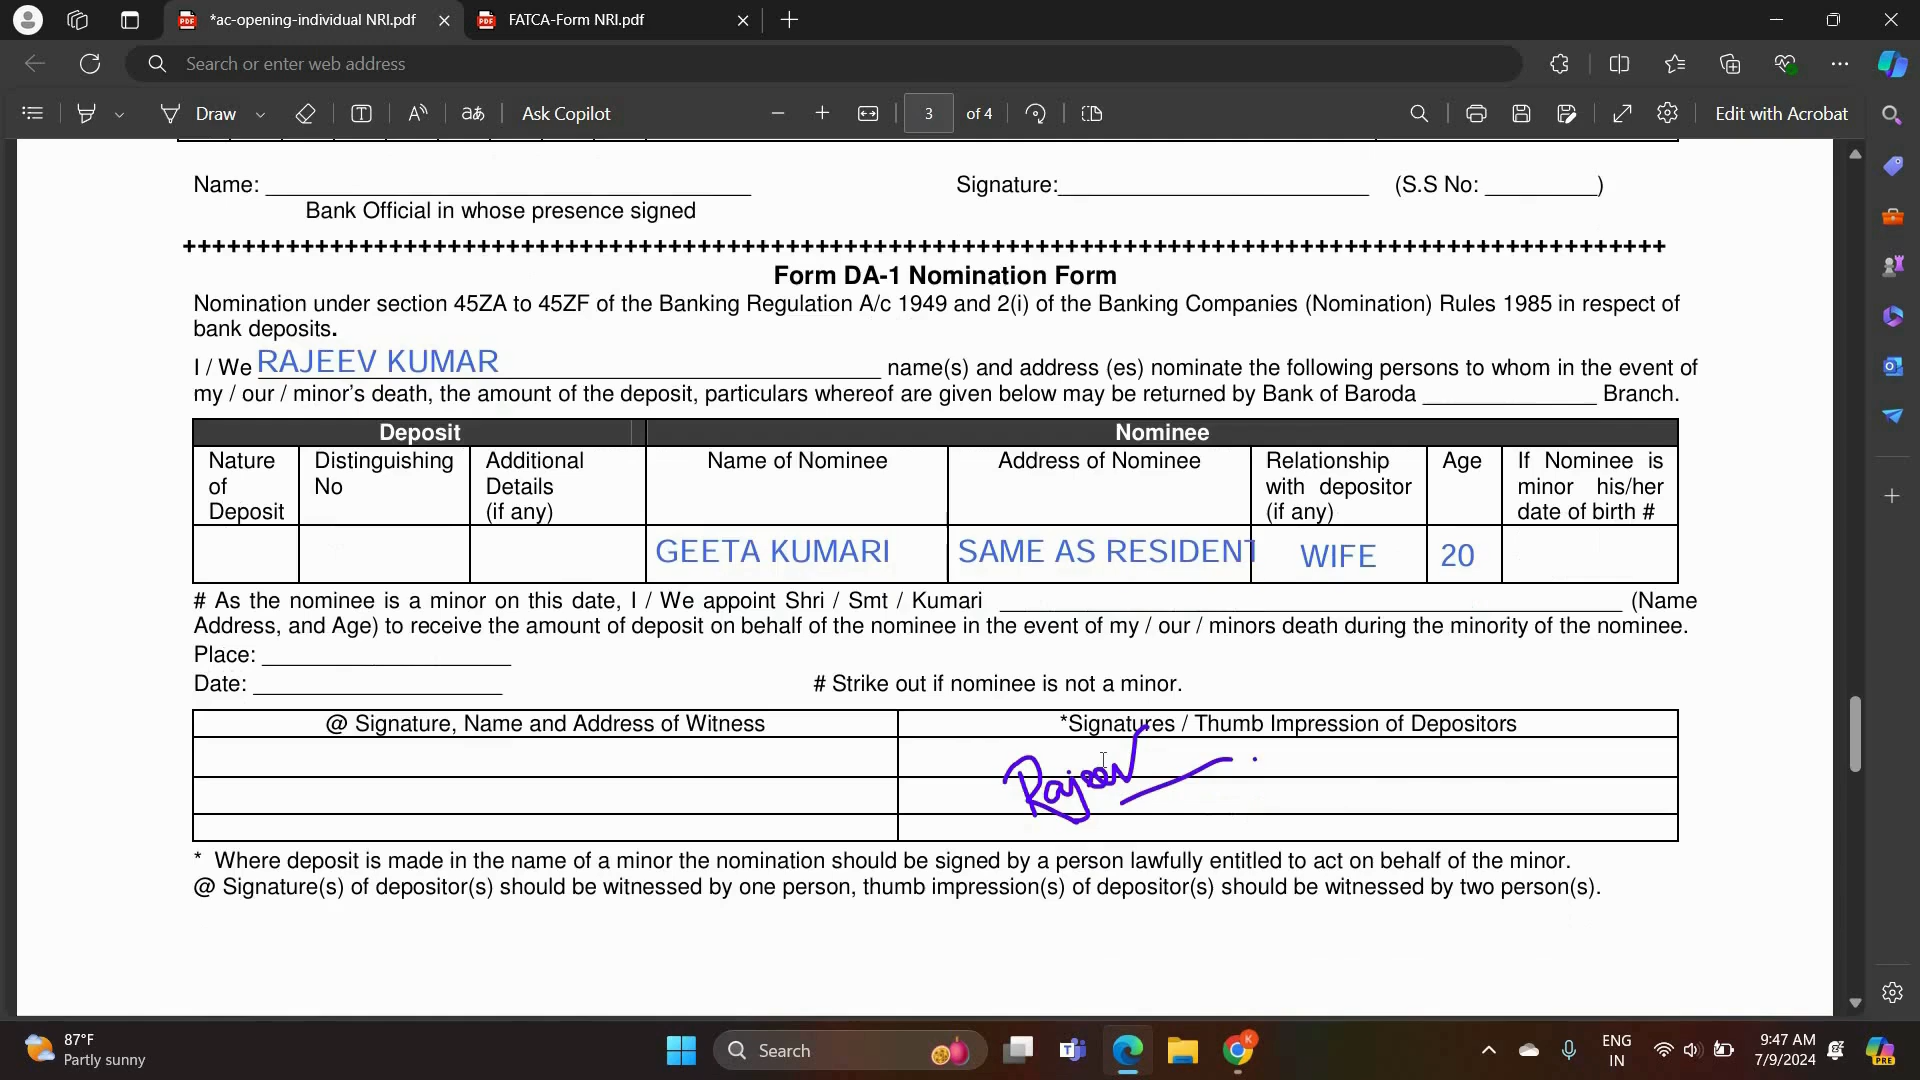 *ac-opening-individual NRI.pdf
FATCA-Form NRI.pdf
Search or enter web address
Draw
aあ
Ask Copilot
3 of 4
Edit with Acrobat
Name: ________________________________________ Signature:__________________________ (S.S No: _________)
Bank Official in whose presence signed
++++++++++++++++++++++++++++++++++++++++++++++++++++++++++++++++++++++++++++++++++++++++++++++++++++
Form DA-1 Nomination Form
Nomination under section 45ZA to 45ZF of the Banking Regulation A/c 1949 and 2(i) of the Banking Companies (Nomination) Rules 1985 in respect of
bank deposits.
I / We RAJEEV KUMAR name(s) and address (es) nominate the following persons to whom in the event of
my / our / minor's death, the amount of the deposit, particulars whereof are given below may be returned by Bank of Baroda ______________ Branch.
Deposit Nominee
Nature of Deposit Distinguishing No Additional Details (if any) Name of Nominee Address of Nominee Relationship with depositor (if any) Age If Nominee is minor his/her date of birth #
GEETA KUMARI SAME AS RESIDENT WIFE 20
# As the nominee is a minor on this date, I / We appoint Shri / Smt / Kumari __________________________________________________ (Name
Address, and Age) to receive the amount of deposit on behalf of the nominee in the event of my / our / minors death during the minority of the nominee.
Place: ____________________
Date: ____________________ # Strike out if nominee is not a minor.
@ Signature, Name and Address of Witness *Signatures / Thumb Impression of Depositors
Rajeev
* Where deposit is made in the name of a minor the nomination should be signed by a person lawfully entitled to act on behalf of the minor.
@ Signature(s) of depositor(s) should be witnessed by one person, thumb impression(s) of depositor(s) should be witnessed by two person(s).
87°F
Partly sunny
Search
ENG
IN
9:47 AM
7/9/2024